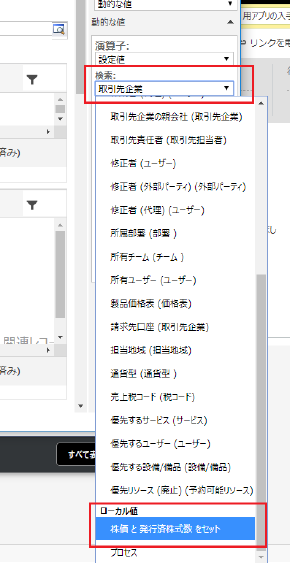 動的な値
用アプリの入手
動的な値
リンクを電
演算子:
設定値
検索:
取引先企業
取引先企業の親会社 (取引先企業)
取引先責任者 (取引先担当者)
済み)
修正者 (ユーザー)
修正者 (外部パーティ) (外部パーティ)
修正者 (代理) (ユーザー)
所属部署 (部署 )
所有チーム (チーム )
所有ユーザー (ユーザー)
製品価格表 (価格表)
請求先口座 (取引先企業)
関連レコ
担当地域 (担当地域)
済み)
通貨型 (通貨型 )
売上税コード (税コード)
優先するサービス (サービス)
優先するユーザー (ユーザー)
すべて表
優先する設備/備品 (設備/備品)
優先リソース (廃止) (予約可能リソース)
ローカル値
株価 と 発行済株式数 をセット
プロセス